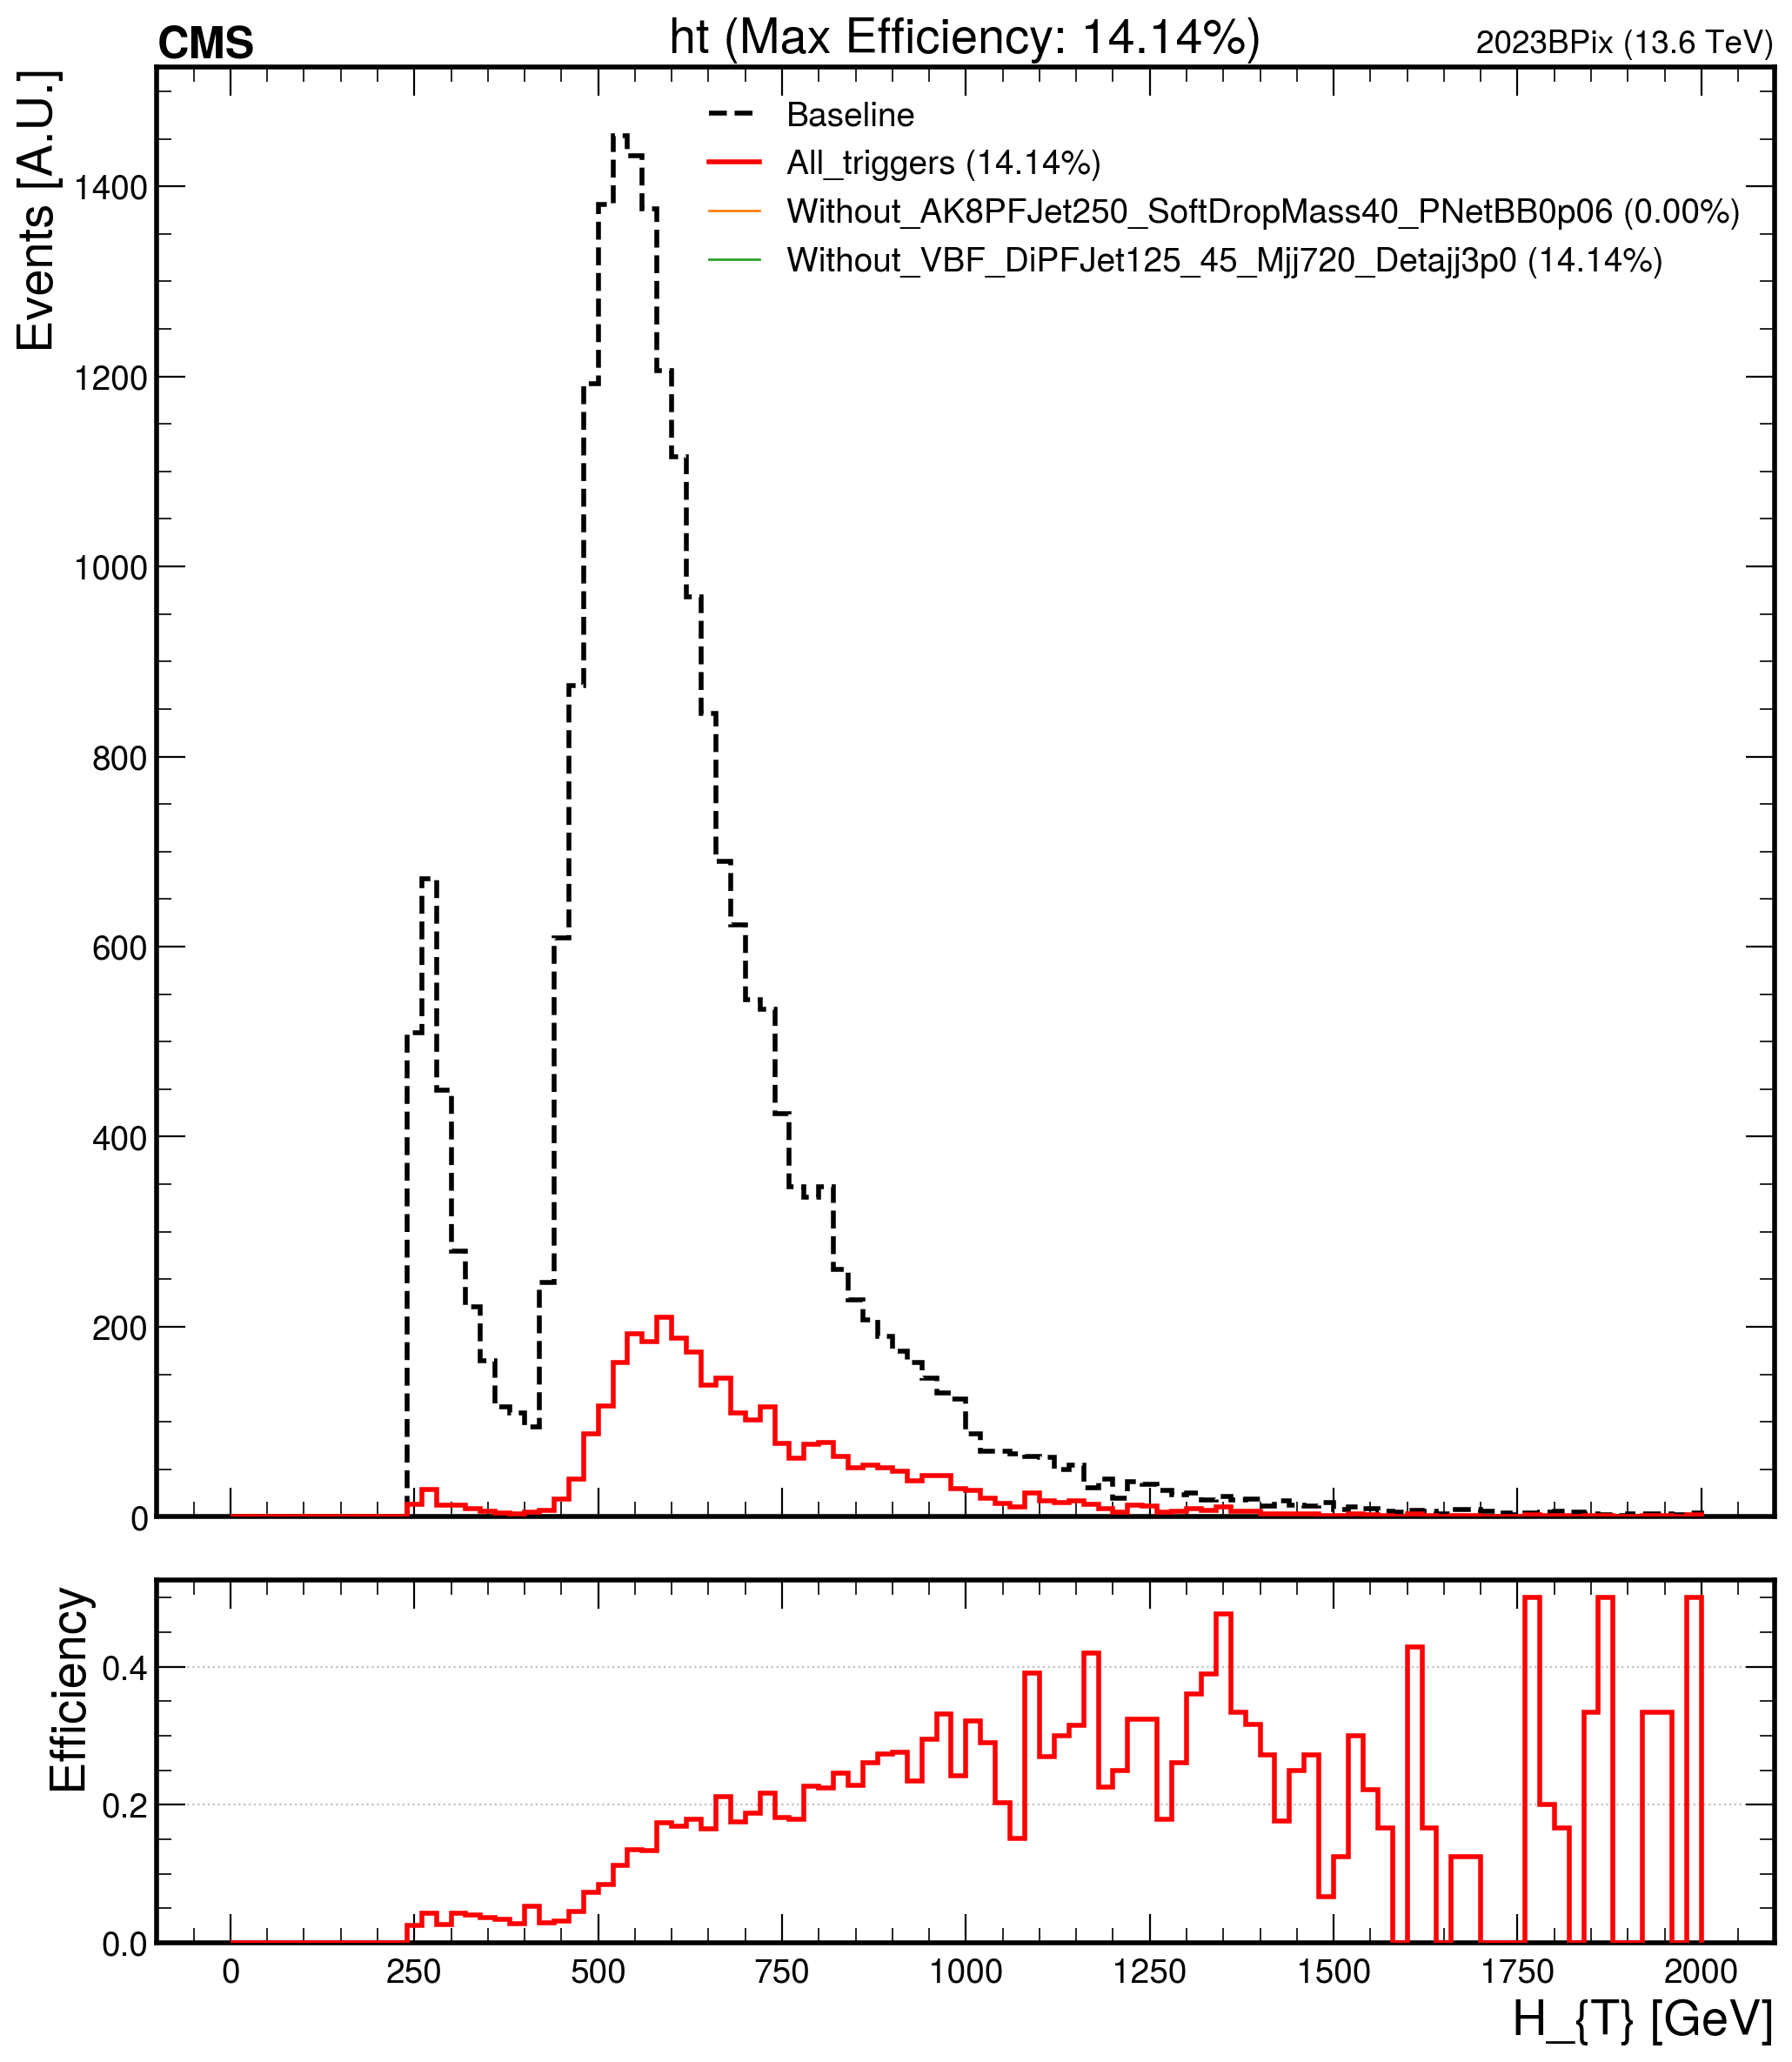 CMS
ht (Max Efficiency: 14.14%)
2023BPix (13.6 TeV)
Events [A.U.]
Baseline
All_triggers (14.14%)
Without_AK8PFJet250_SoftDropMass40_PNetBB0p06 (0.00%)
Without_VBF_DiPFJet125_45_Mjj720_Detajj3p0 (14.14%)
1400
1200
1000
800
600
400
200
0
Efficiency
0.4
0.2
0.0
0 250 500 750 1000 1250 1500 1750 2000
H_{T} [GeV]